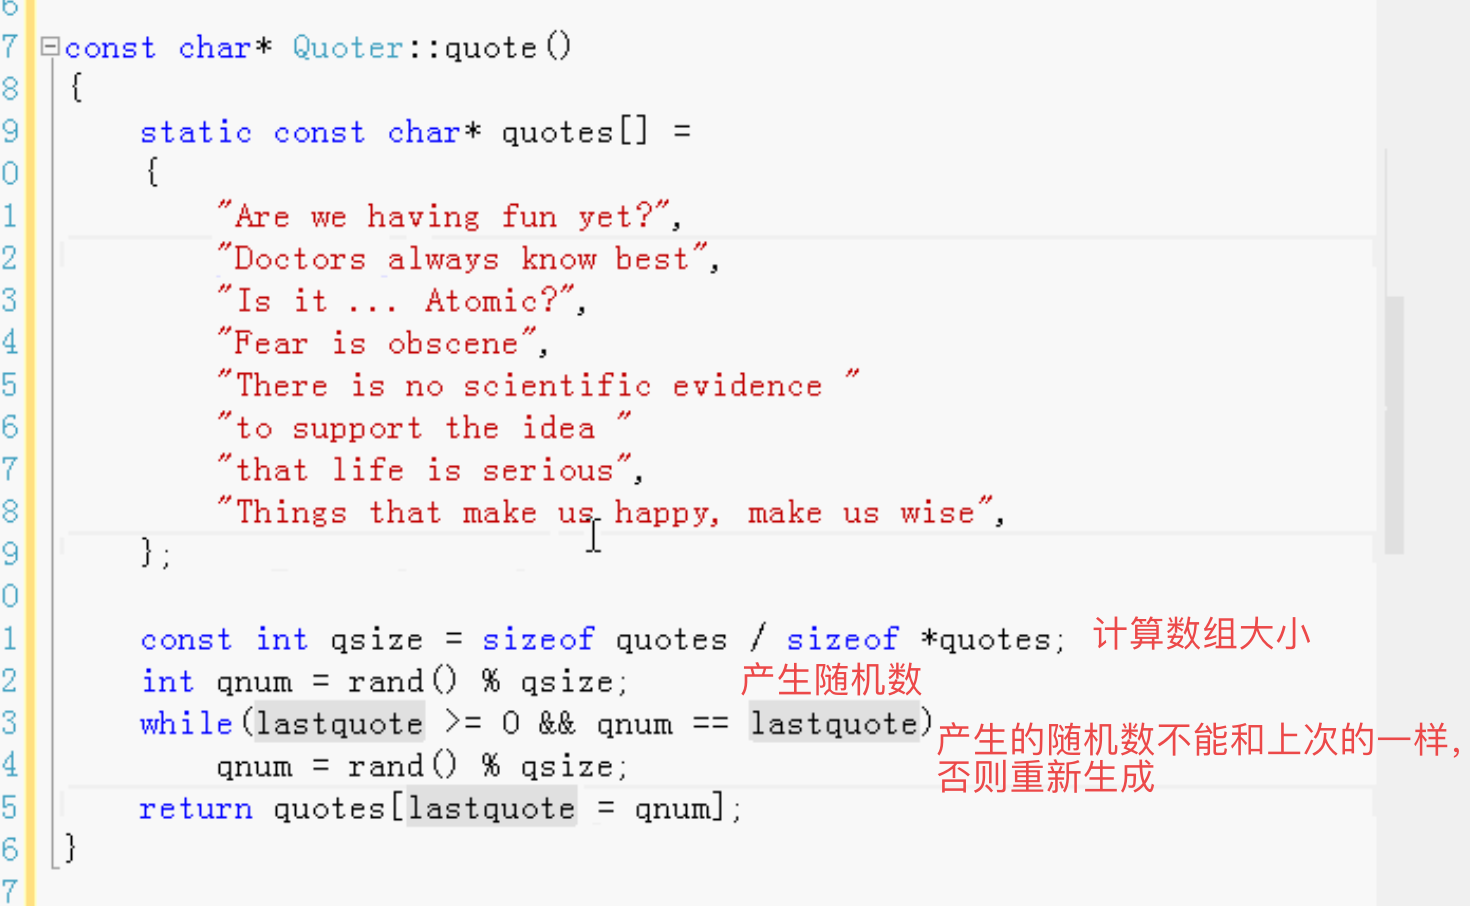 6
7 const char* Quoter::quote()
8 {
9 static const char* quotes[] =
0 {
1 "Are we having fun yet?",
2 "Doctors always know best",
3 "Is it ... Atomic?",
4 "Fear is obscene",
5 "There is no scientific evidence "
6 "to support the idea "
7 "that life is serious",
8 "Things that make us happy, make us wise",
9 };
0
1 const int qsize = sizeof quotes / sizeof *quotes; 计算数组大小
2 int qnum = rand() % qsize; 产生随机数
3 while(lastquote >= 0 && qnum == lastquote) 产生的随机数不能和上次的一样,
4 qnum = rand() % qsize; 否则重新生成
5 return quotes[lastquote = qnum];
6 }
7